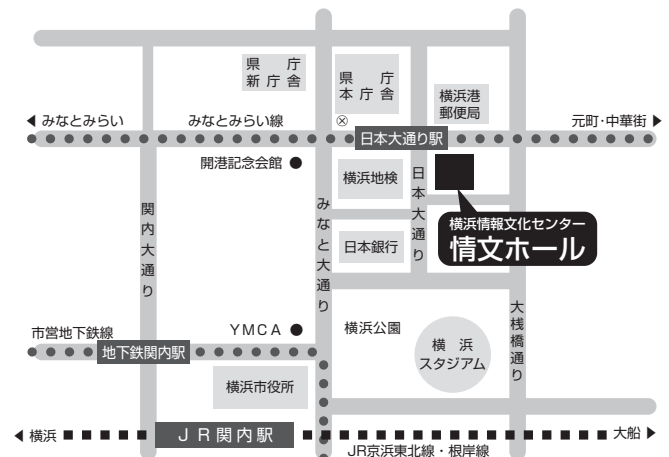 県　庁
新 庁 舎
県　庁
本 庁 舎
横浜港
郵便局
◀ みなとみらい
みなとみらい線
元町・中華街 ▶
日本大通り駅
開港記念会館 ●
横浜地検
日本大通り
関内大通り
みなと大通り
横浜情報文化センター
情文ホール
日本銀行
大桟橋通り
市営地下鉄線
YMCA ●
横浜公園
横　浜
スタジアム
地下鉄関内駅
横浜市役所
◀ 横浜
ＪＲ関内駅
大船 ▶
JR京浜東北線・根岸線